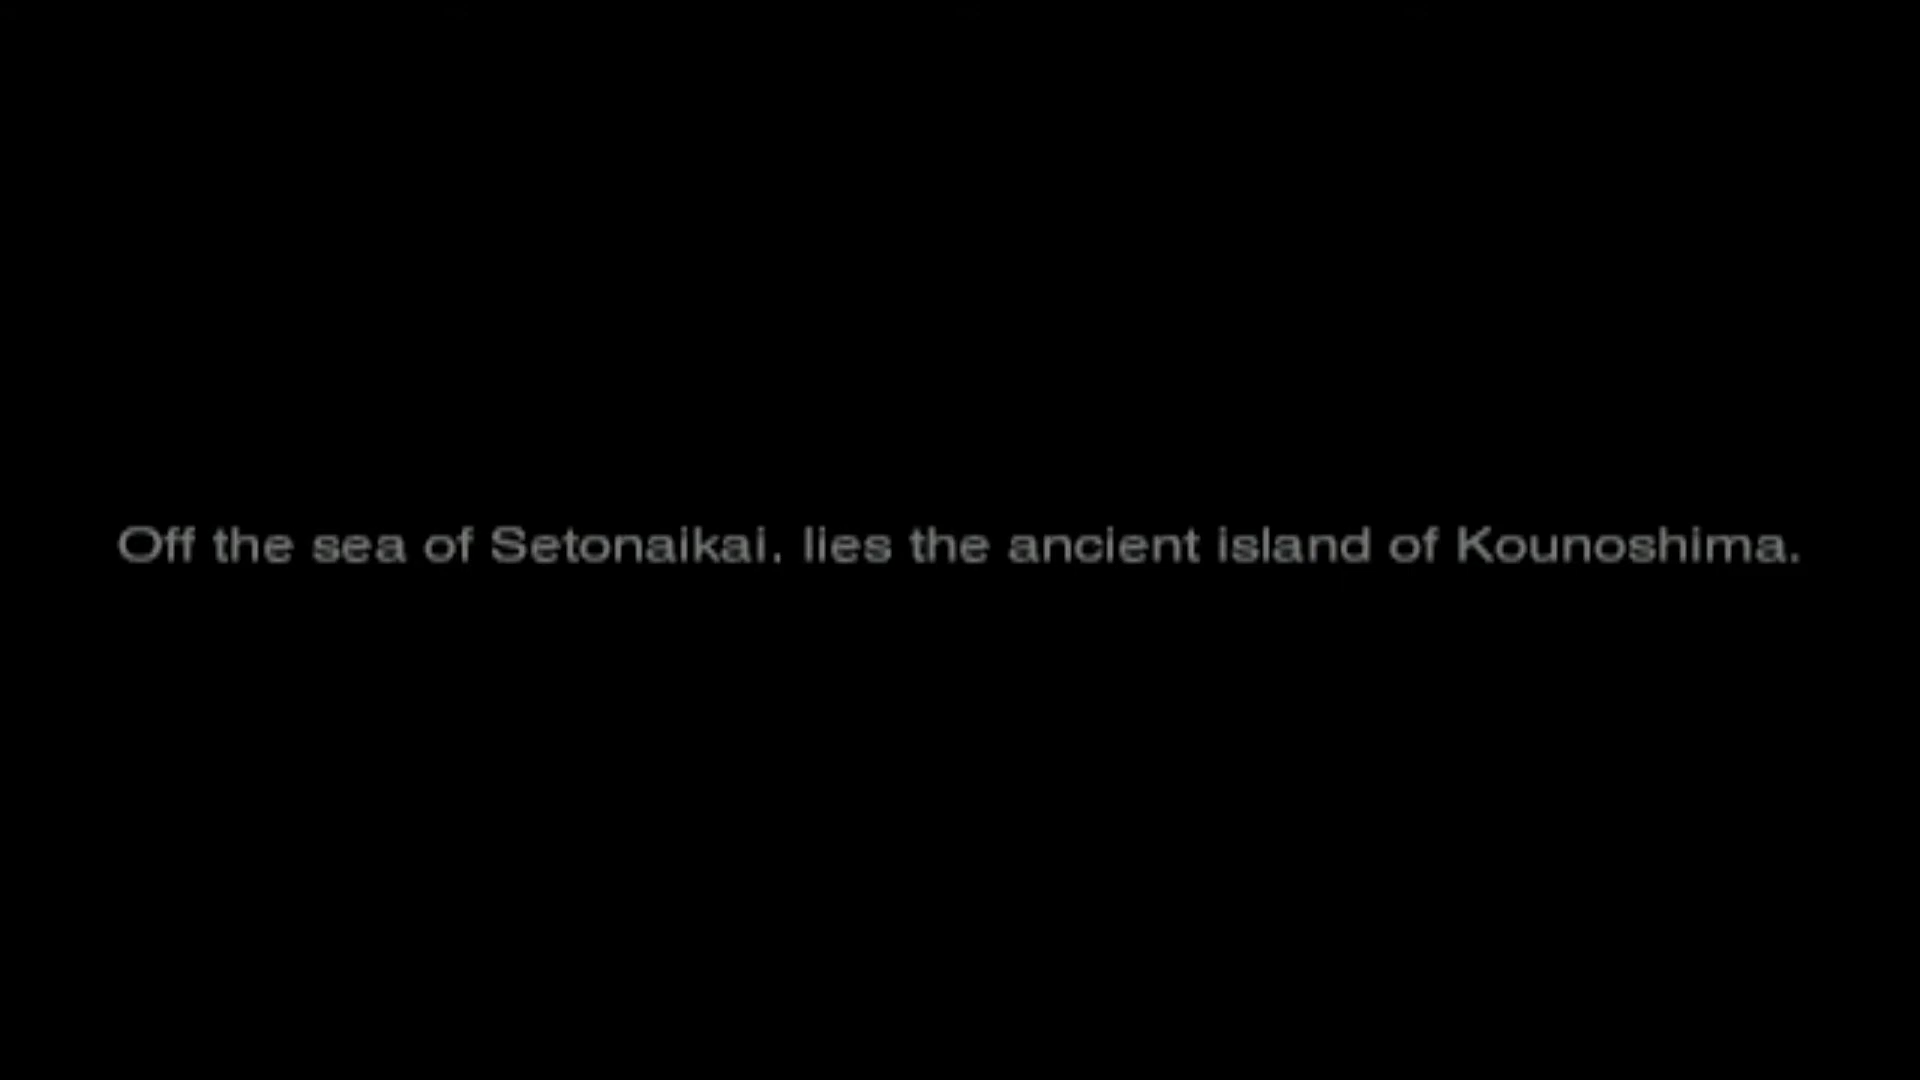 Off the sea of Setonaikai, lies the ancient island of Kounoshima.